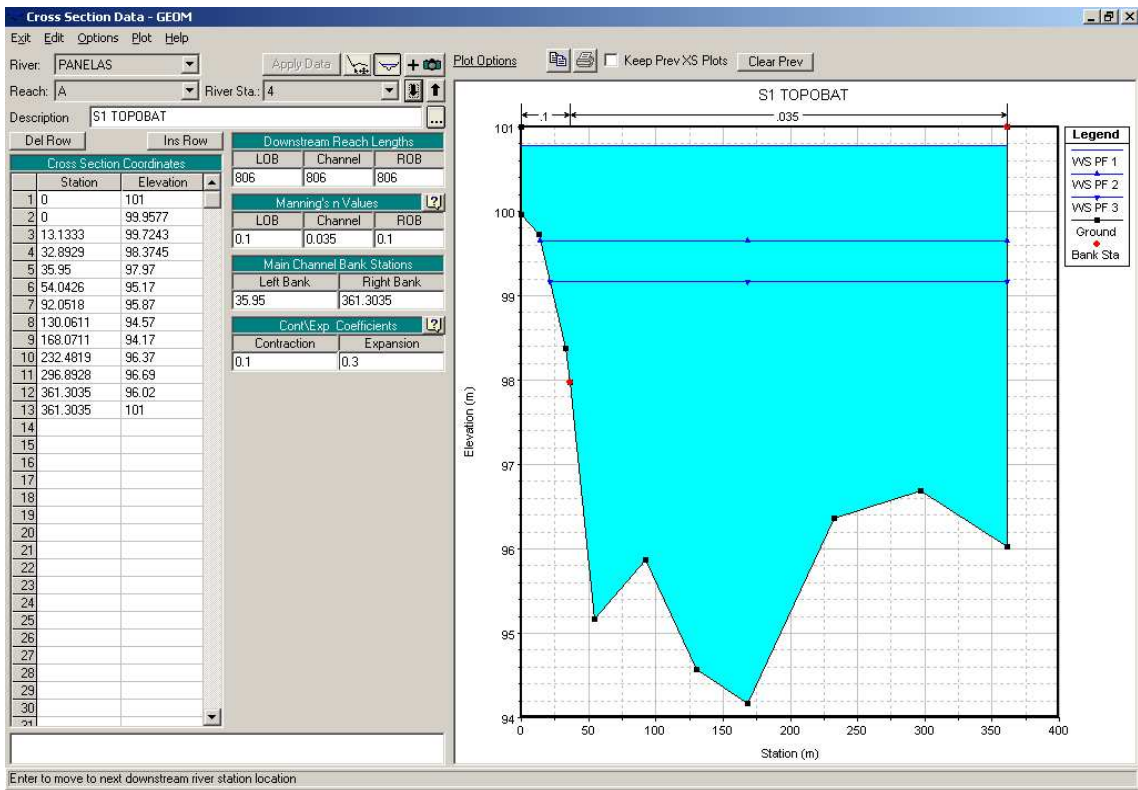 Cross Section Data - GEOM
Exit Edit Options Plot Help
River: PANELAS
Apply Data
Plot Options
Keep Prev XS Plots
Clear Prev
Reach: A
River Sta.: 4
Description S1 TOPOBAT
...
Del Row
Ins Row
Cross Section Coordinates
Station Elevation
1 0 101
2 0 99.9577
3 13.1333 99.7243
4 32.8929 98.3745
5 35.95 97.97
6 54.0426 95.17
7 92.0518 95.87
8 130.0611 94.57
9 168.0711 94.17
10 232.4819 96.37
11 296.8928 96.69
12 361.3035 96.02
13 361.3035 101
14
15
16
17
18
19
20
21
22
23
24
25
26
27
28
29
30
31
Downstream Reach Lengths
LOB Channel ROB
806 806 806
Manning's n Values
LOB Channel ROB
0.1 0.035 0.1
Main Channel Bank Stations
Left Bank Right Bank
35.95 361.3035
Cont\Exp Coefficients
Contraction Expansion
0.1 0.3
S1 TOPOBAT
.1 .035
101
100
99
98
97
96
95
94
Elevation (m)
0 50 100 150 200 250 300 350 400
Station (m)
Legend
WS PF 1
WS PF 2
WS PF 3
Ground
Bank Sta
Enter to move to next downstream river station location